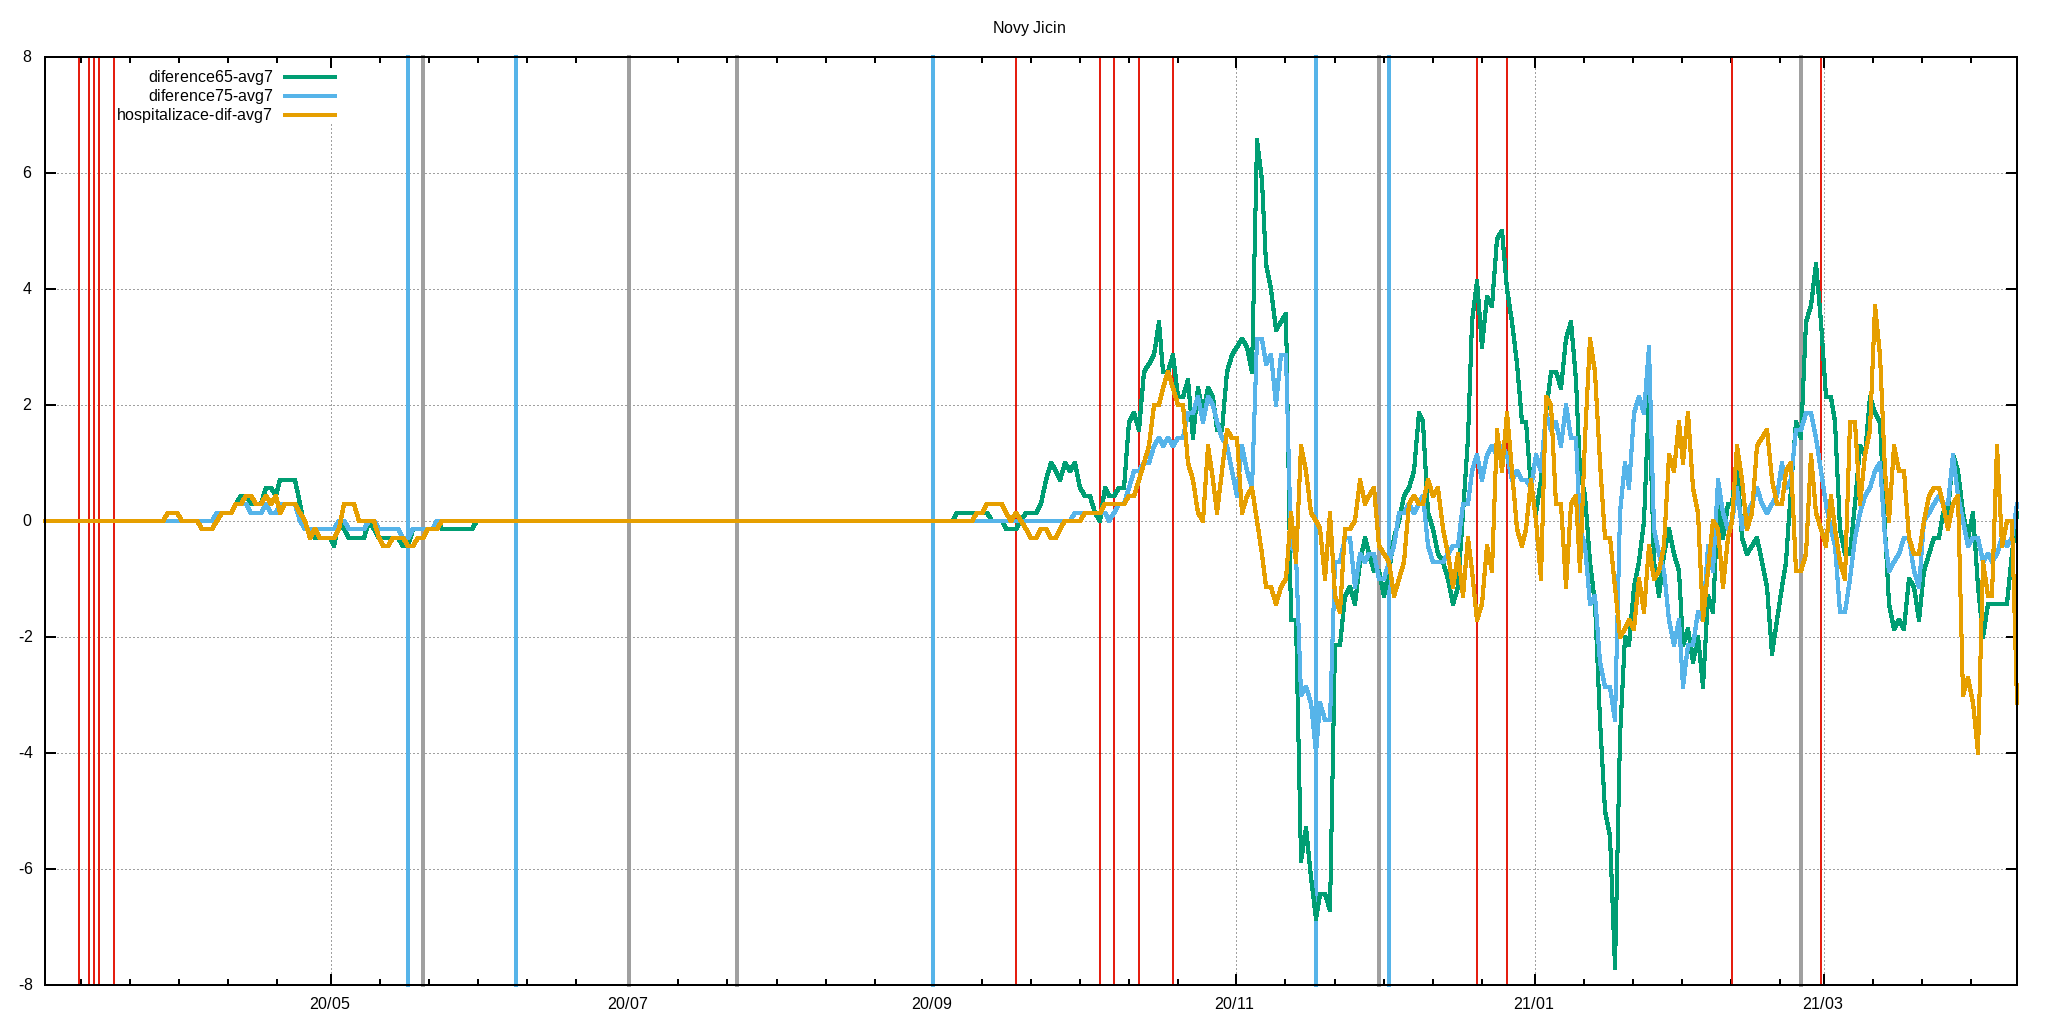 Novy Jicin
diference65-avg7
diference75-avg7
hospitalizace-dif-avg7
8
6
4
2
0
-2
-4
-6
-8
20/05 20/07 20/09 20/11 21/01 21/03